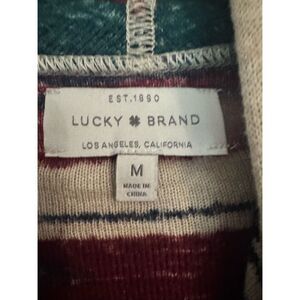 EST. 1990
LUCKY BRAND
LOS ANGELES, CALIFORNIA
M
MADE IN
CHINA